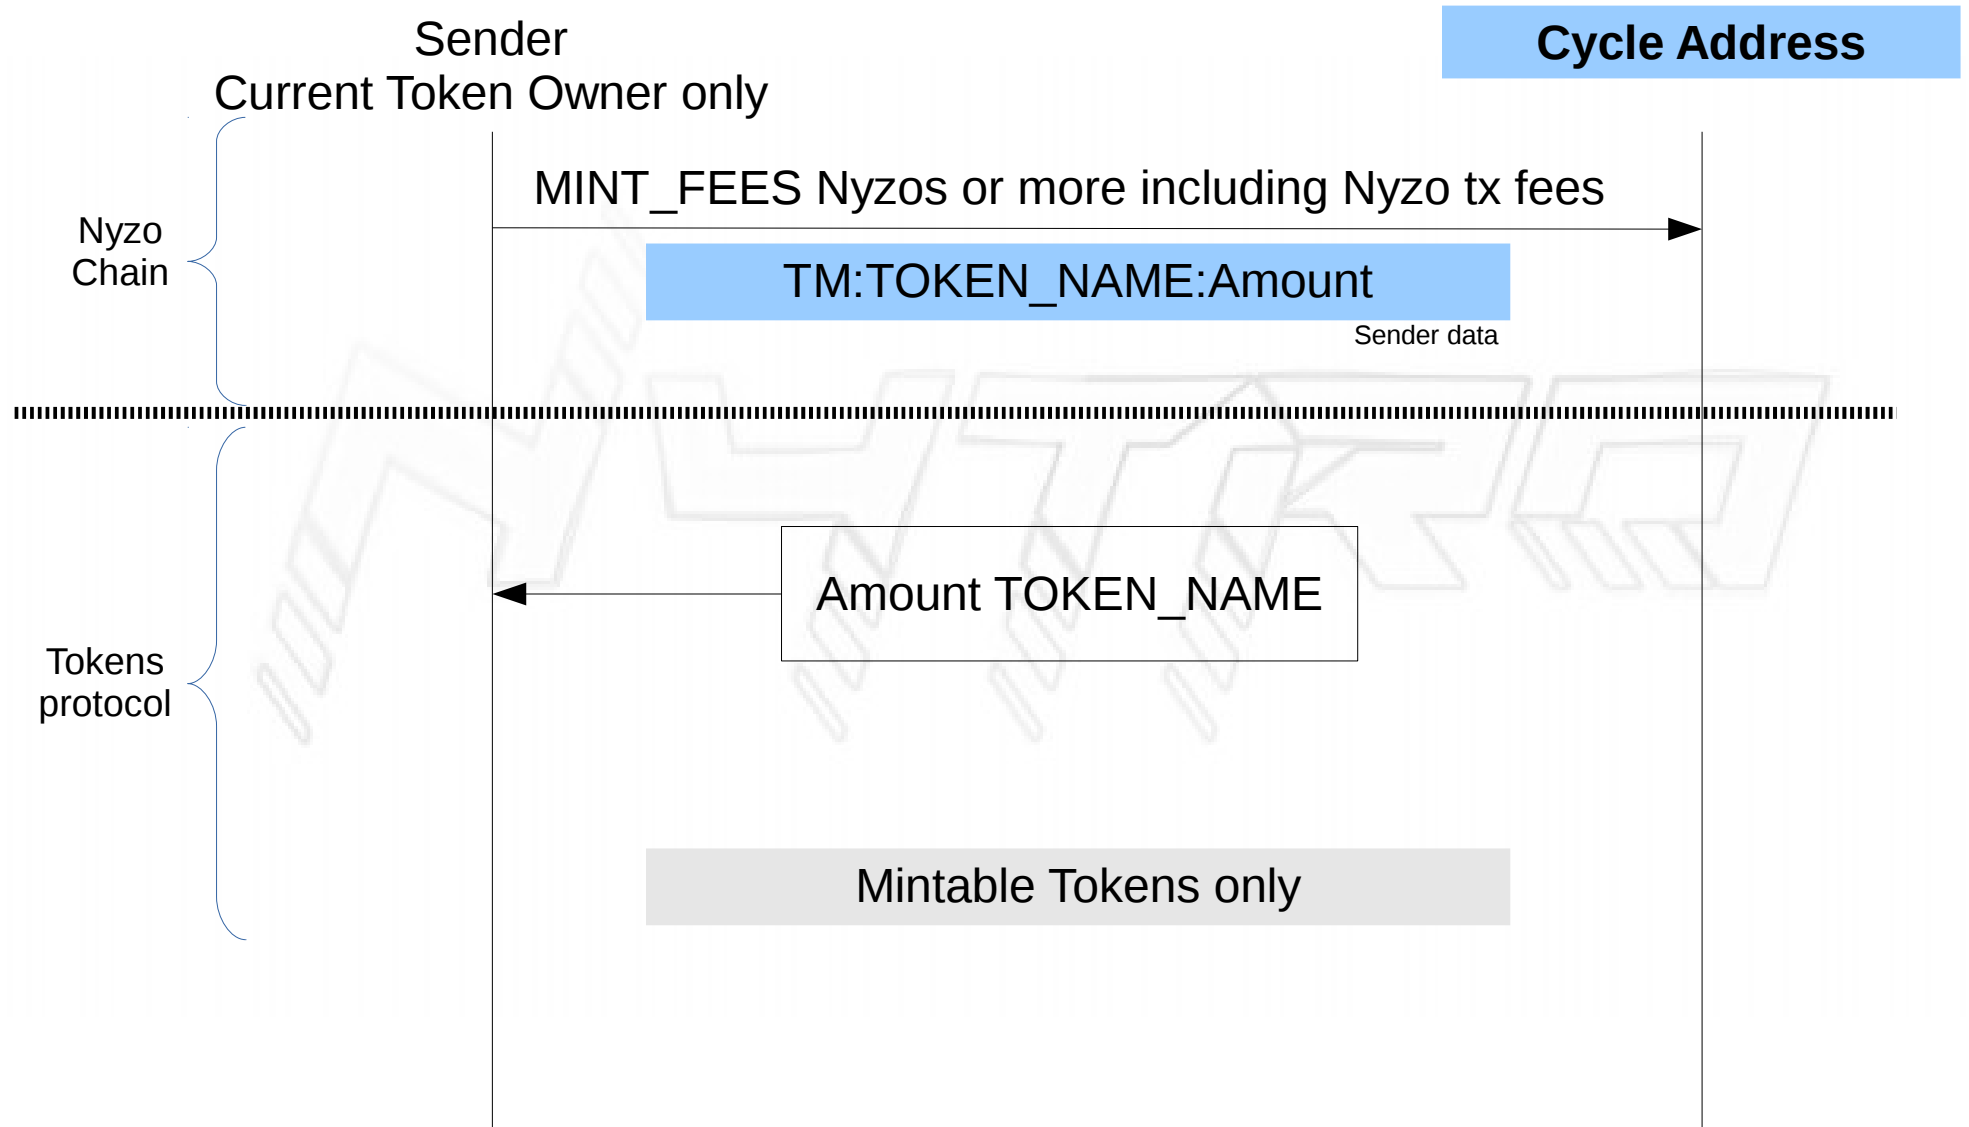 Sender
Current Token Owner only
Cycle Address
MINT_FEES Nyzos or more including Nyzo tx fees
Nyzo
Chain
TM:TOKEN_NAME:Amount
Sender data
NYTRO
Amount TOKEN_NAME
Tokens
protocol
Mintable Tokens only